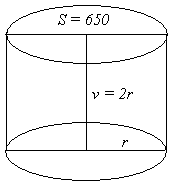 S = 650
v = 2r
r